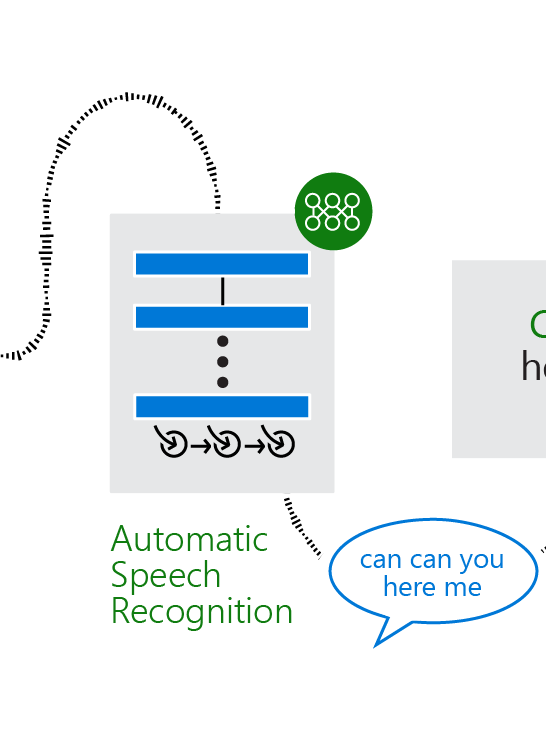 Automatic
Speech
Recognition
can can you
here me